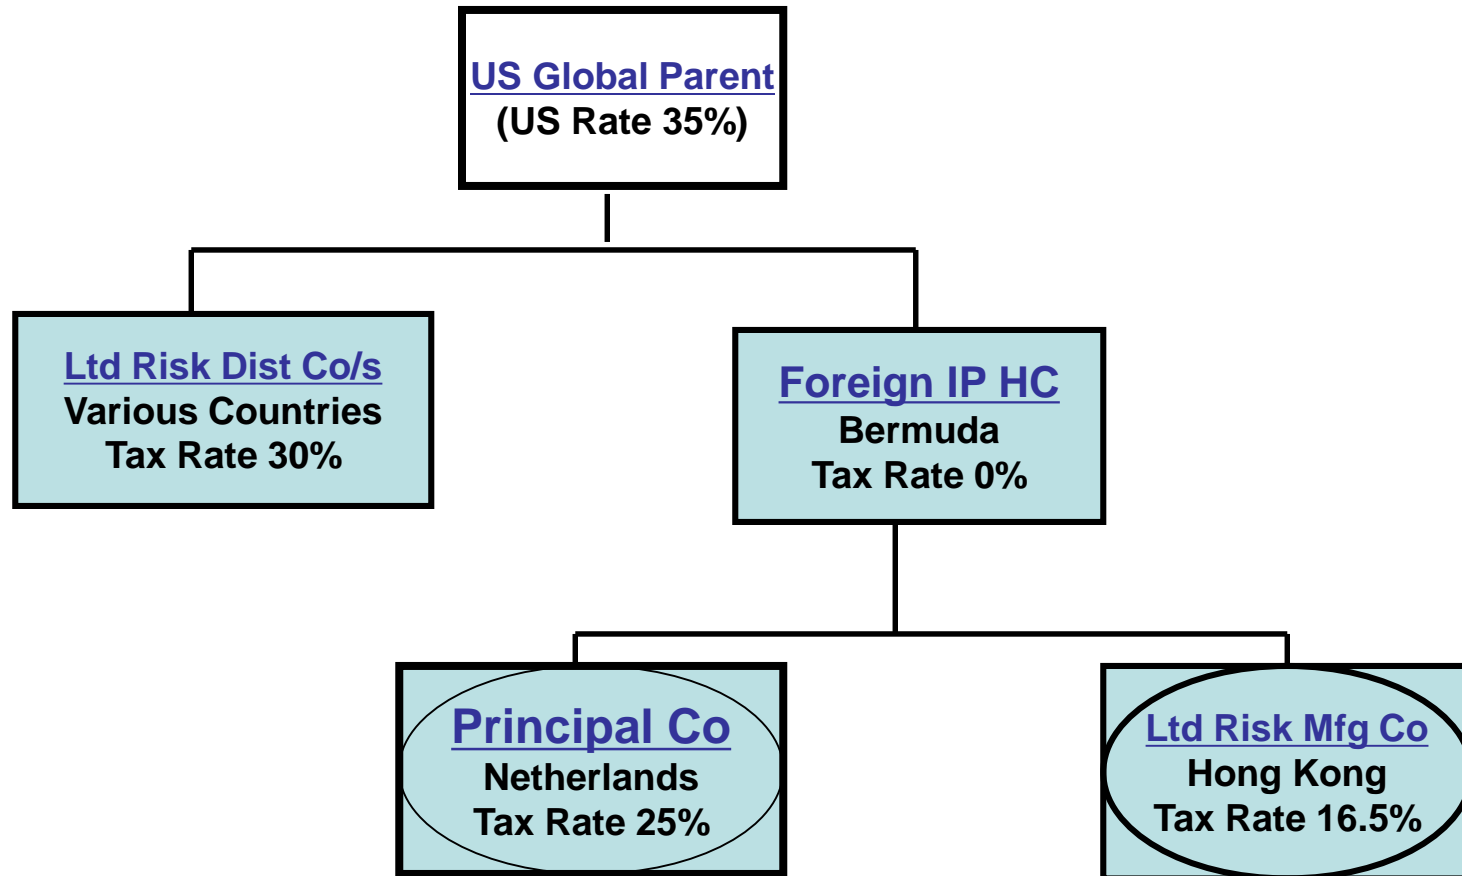 US Global Parent
(US Rate 35%)
Ltd Risk Dist Co/s
Various Countries
Tax Rate 30%
Foreign IP HC
Bermuda
Tax Rate 0%
Principal Co
Netherlands
Tax Rate 25%
Ltd Risk Mfg Co
Hong Kong
Tax Rate 16.5%